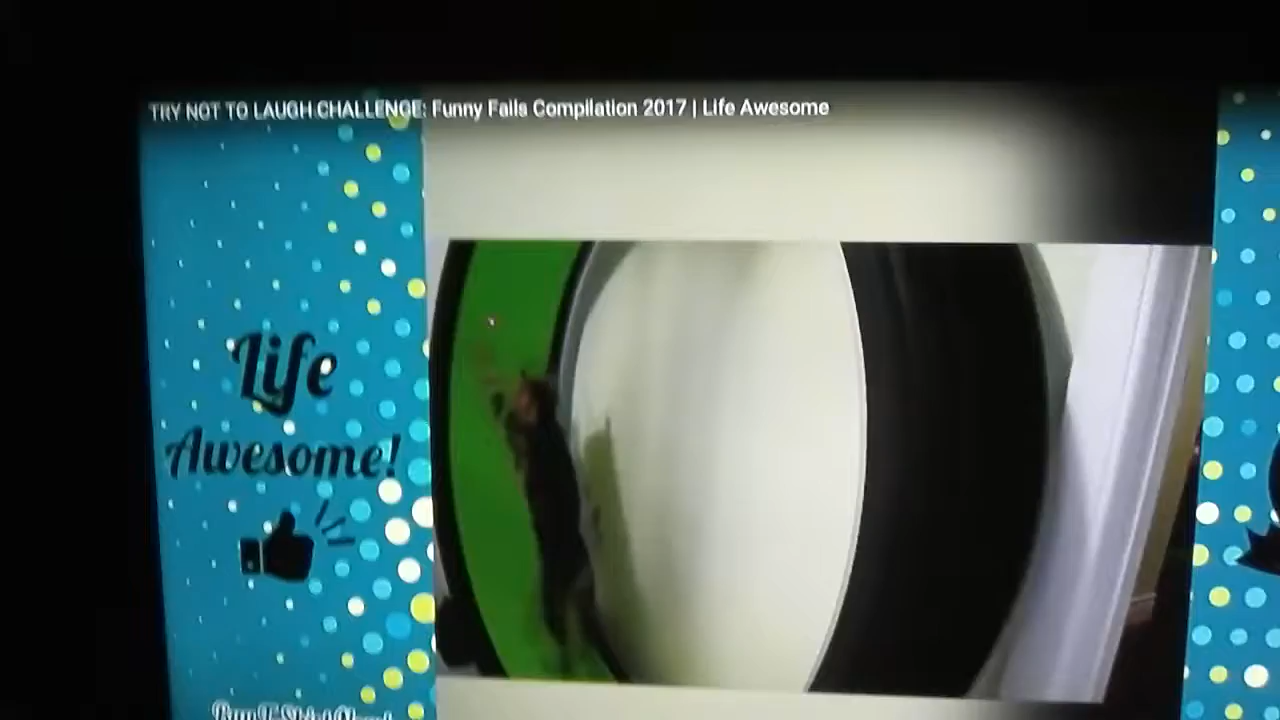 TRY NOT TO LAUGH CHALLENGE: Funny Fails Compilation 2017 | Life Awesome
Life
Awesome!